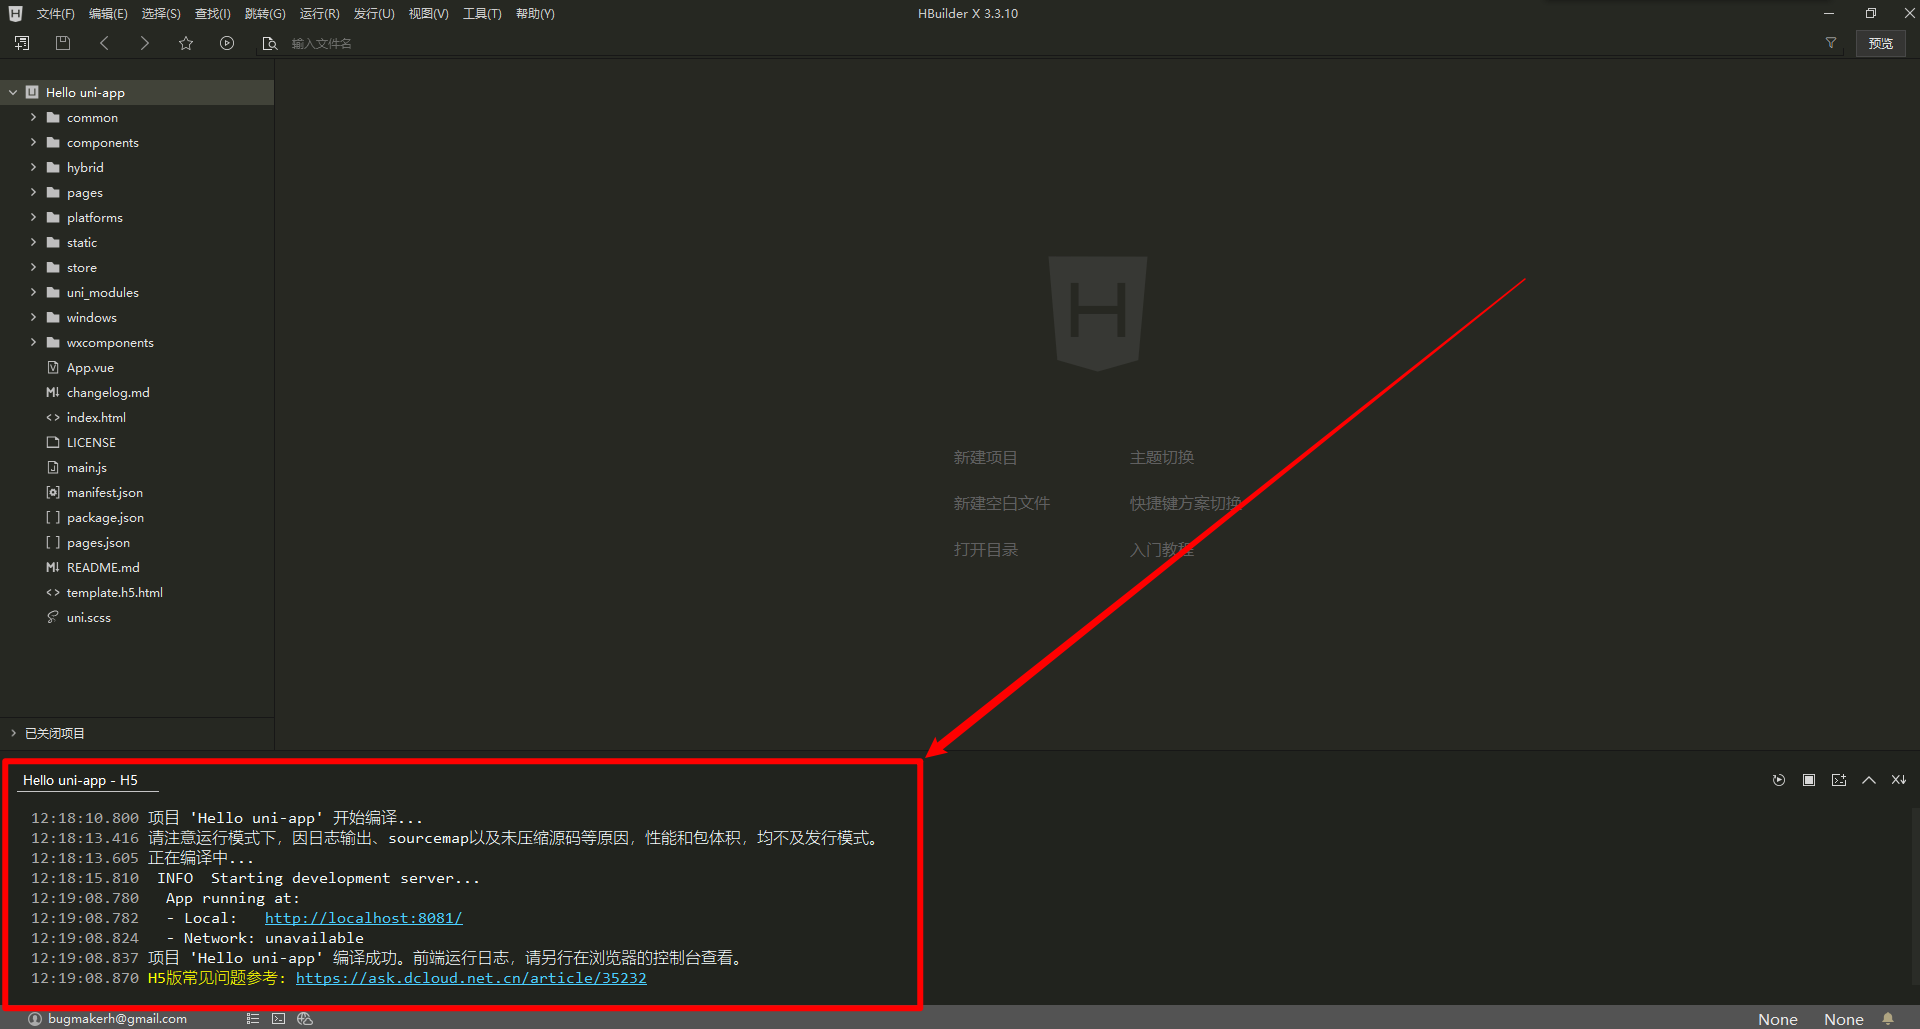 文件(F) 编辑(E) 选择(S) 查找(I) 跳转(G) 运行(R) 发行(U) 视图(V) 工具(T) 帮助(Y) HBuilder X 3.3.10
输入文件名 预览
Hello uni-app
common
components
hybrid
pages
platforms
static
store
uni_modules
windows
wxcomponents
App.vue
changelog.md
index.html
LICENSE
main.js
manifest.json
package.json
pages.json
README.md
template.h5.html
uni.scss
已关闭项目
H
新建项目 主题切换
新建空白文件 快捷键方案切换
打开目录 入门教程
Hello uni-app - H5
12:18:10.800 项目 'Hello uni-app' 开始编译...
12:18:13.416 请注意运行模式下，因日志输出、sourcemap以及未压缩源码等原因，性能和包体积，均不及发行模式。
12:18:13.605 正在编译中...
12:18:15.810 INFO Starting development server...
12:19:08.780 App running at:
12:19:08.782 - Local: http://localhost:8081/
12:19:08.824 - Network: unavailable
12:19:08.837 项目 'Hello uni-app' 编译成功。前端运行日志，请另行在浏览器的控制台查看。
12:19:08.870 H5版常见问题参考: https://ask.dcloud.net.cn/article/35232
bugmakerh@gmail.com None None